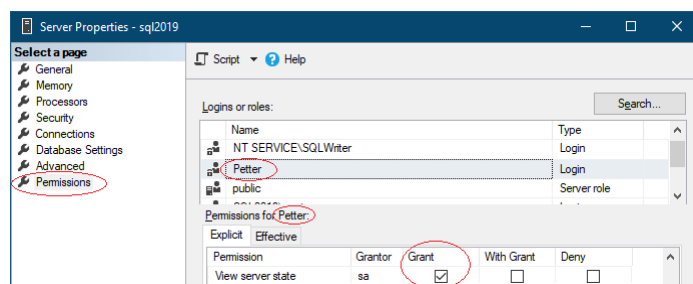 Server Properties - sql2019
Select a page
General
Memory
Processors
Security
Connections
Database Settings
Advanced
Permissions
Script Help
Logins or roles:
Search...
Name Type
NT SERVICE\SQLWriter Login
Petter Login
public Server role
Permissions for Petter:
Explicit Effective
Permission Grantor Grant With Grant Deny
View server state sa